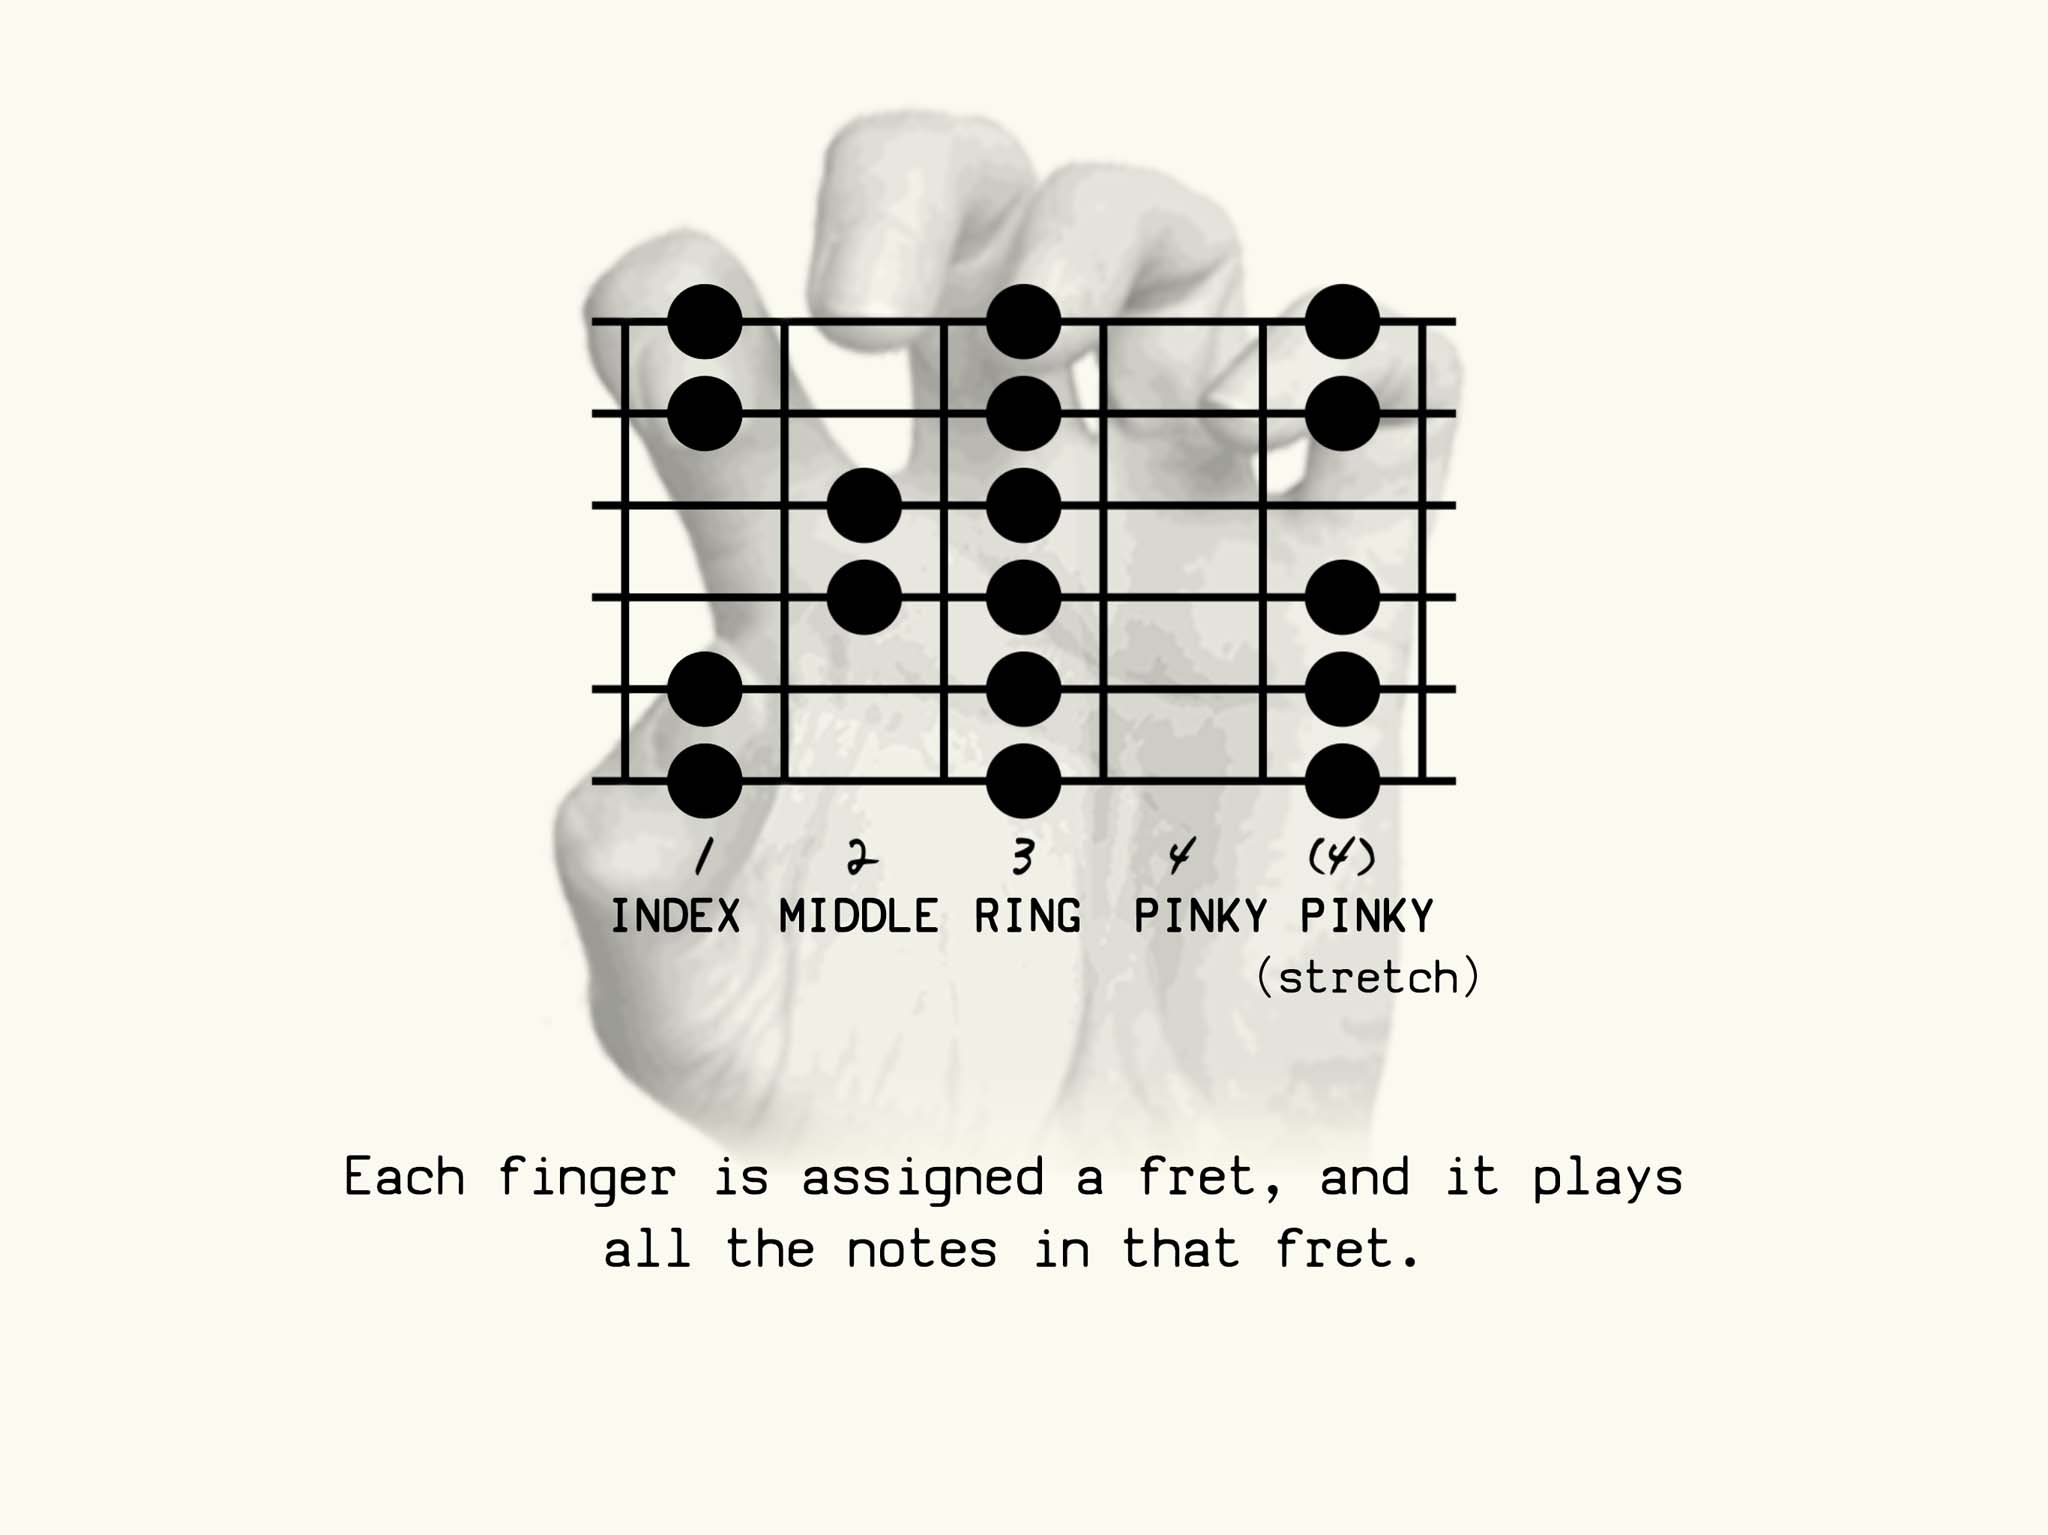 1 2 3 4 (4)
INDEX MIDDLE RING PINKY PINKY
(stretch)
Each finger is assigned a fret, and it plays
all the notes in that fret.